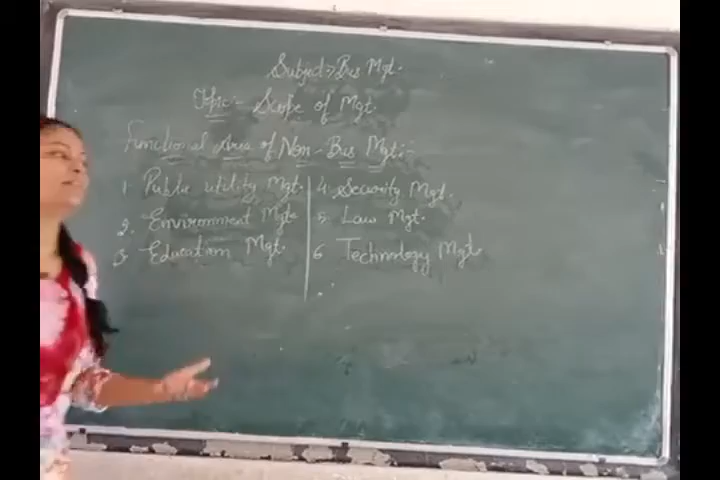 Subject → Bus Mgt.
Topic:- Scope of Mgt.
Functional Area of Non-Bus Mgt:-
1. Public utility Mgt.
2. Environment Mgt.
3. Education Mgt.
4. Security Mgt.
5. Law Mgt.
6 Technology Mgt.